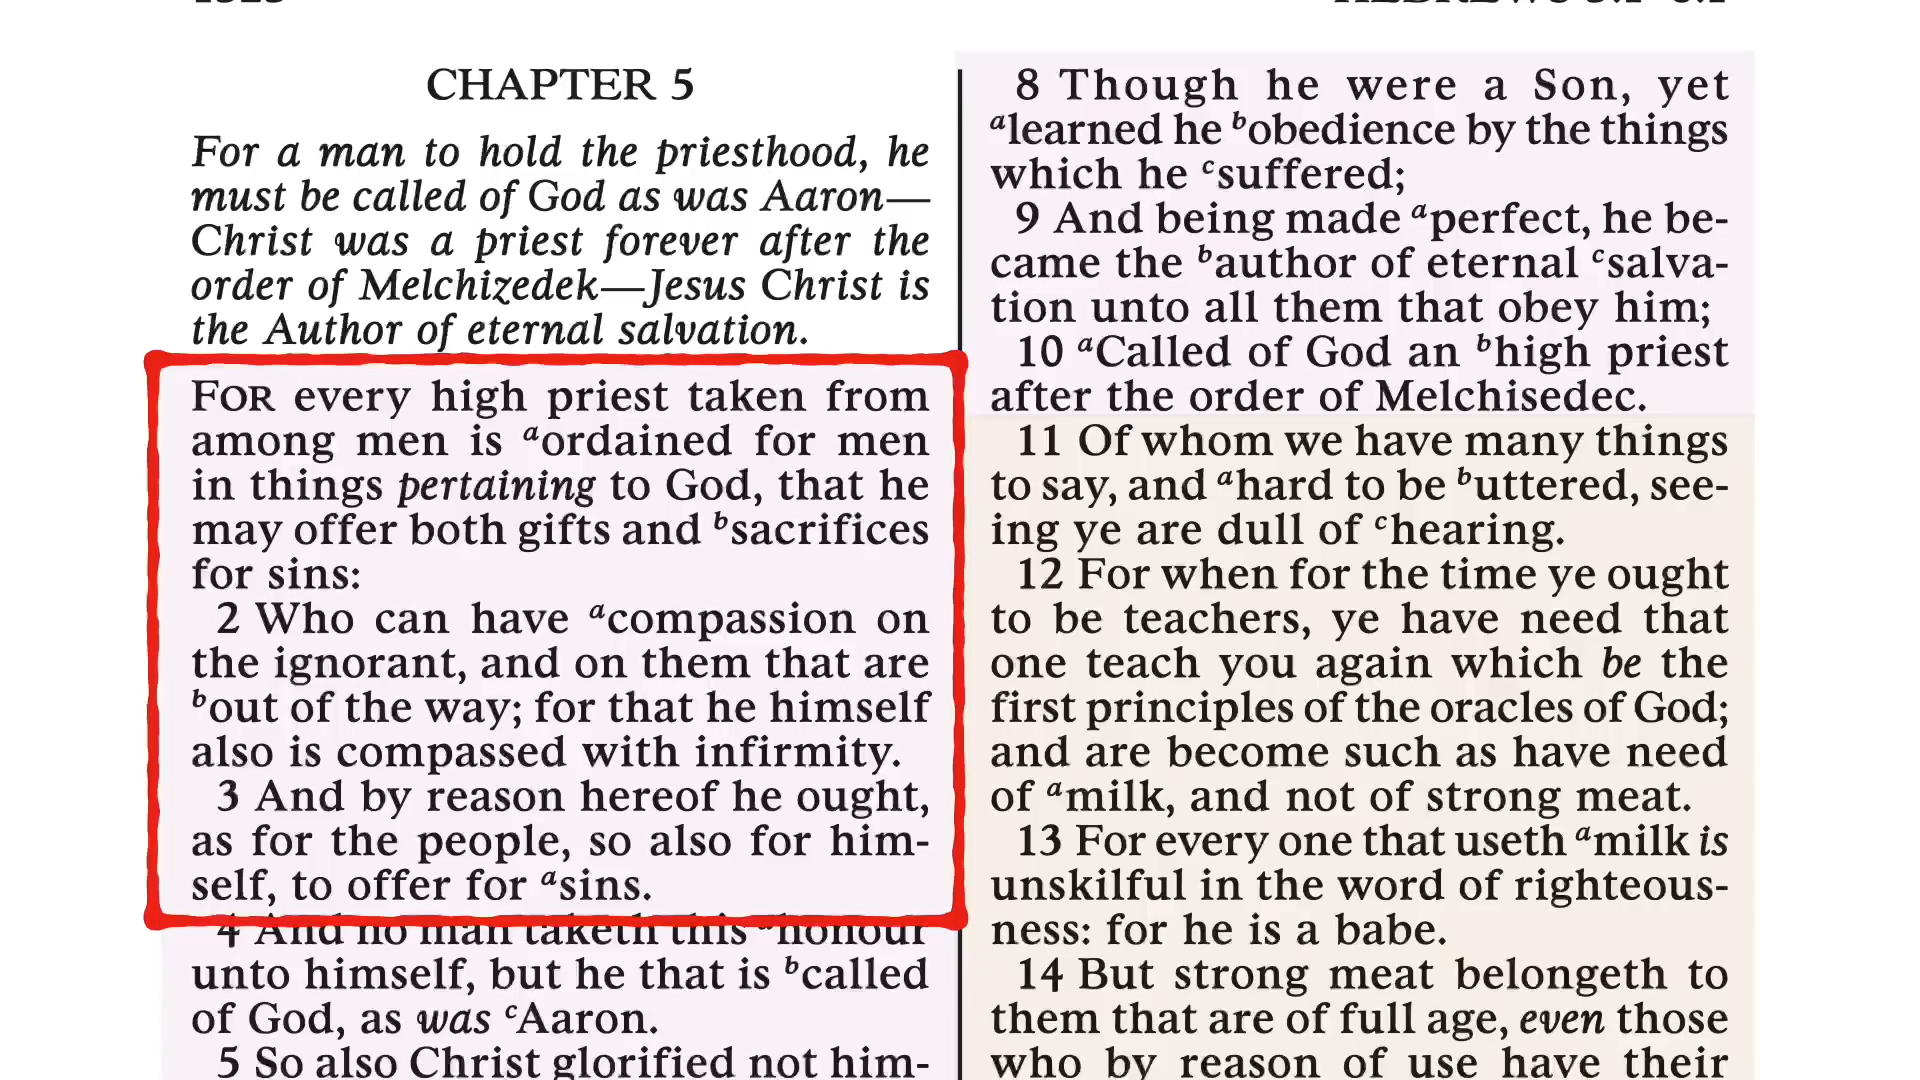 CHAPTER 5
For a man to hold the priesthood, he
must be called of God as was Aaron—
Christ was a priest forever after the
order of Melchizedek—Jesus Christ is
the Author of eternal salvation.
FOR every high priest taken from
among men is aordained for men
in things pertaining to God, that he
may offer both gifts and bsacrifices
for sins:
2 Who can have acompassion on
the ignorant, and on them that are
bout of the way; for that he himself
also is compassed with infirmity.
3 And by reason hereof he ought,
as for the people, so also for him-
self, to offer for asins.
4 And no man taketh this ahonour
unto himself, but he that is bcalled
of God, as was cAaron.
5 So also Christ glorified not him-
8 Though he were a Son, yet
alearned he bobedience by the things
which he csuffered;
9 And being made aperfect, he be-
came the bauthor of eternal csalva-
tion unto all them that obey him;
10 aCalled of God an bhigh priest
after the order of Melchisedec.
11 Of whom we have many things
to say, and ahard to be buttered, see-
ing ye are dull of chearing.
12 For when for the time ye ought
to be teachers, ye have need that
one teach you again which be the
first principles of the oracles of God;
and are become such as have need
of amilk, and not of strong meat.
13 For every one that useth amilk is
unskilful in the word of righteous-
ness: for he is a babe.
14 But strong meat belongeth to
them that are of full age, even those
who by reason of use have their